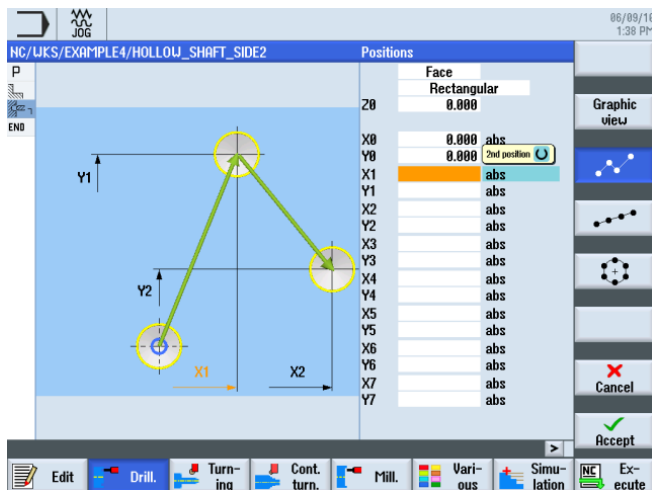 JOG
06/09/16
1:38 PM
NC/WKS/EXAMPLE4/HOLLOW_SHAFT_SIDE2
Positions
P
END
Face
Rectangular
Z0 0.000
X0 0.000 abs
Y0 0.000 2nd position
X1 abs
Y1 abs
X2 abs
Y2 abs
X3 abs
Y3 abs
X4 abs
Y4 abs
X5 abs
Y5 abs
X6 abs
Y6 abs
X7 abs
Y7 abs
Y1
Y2
X1
X2
Graphic
view
Cancel
Accept
>
Edit
Drill.
Turn-
ing
Cont.
turn.
Mill.
Vari-
ous
Simu-
lation
NC
Ex-
ecute